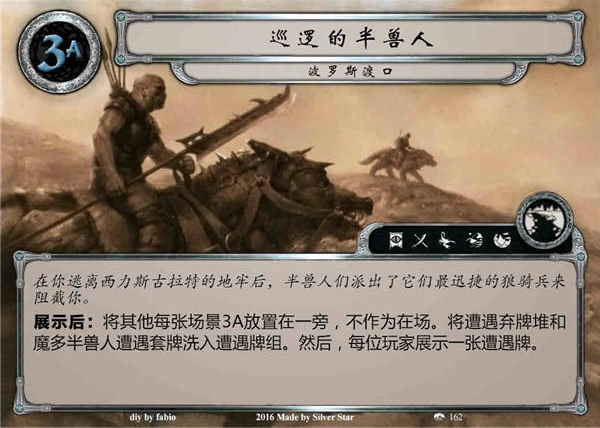 3A
巡逻的半兽人
波罗斯渡口
在你逃离西力斯古拉特的地牢后，半兽人们派出了它们最迅捷的狼骑兵来
阻截你。
展示后：将其他每张场景3A放置在一旁，不作为在场。将遭遇弃牌堆和
魔多半兽人遭遇套牌洗入遭遇牌组。然后，每位玩家展示一张遭遇牌。
diy by fabio 2016 Made by Silver Star 162